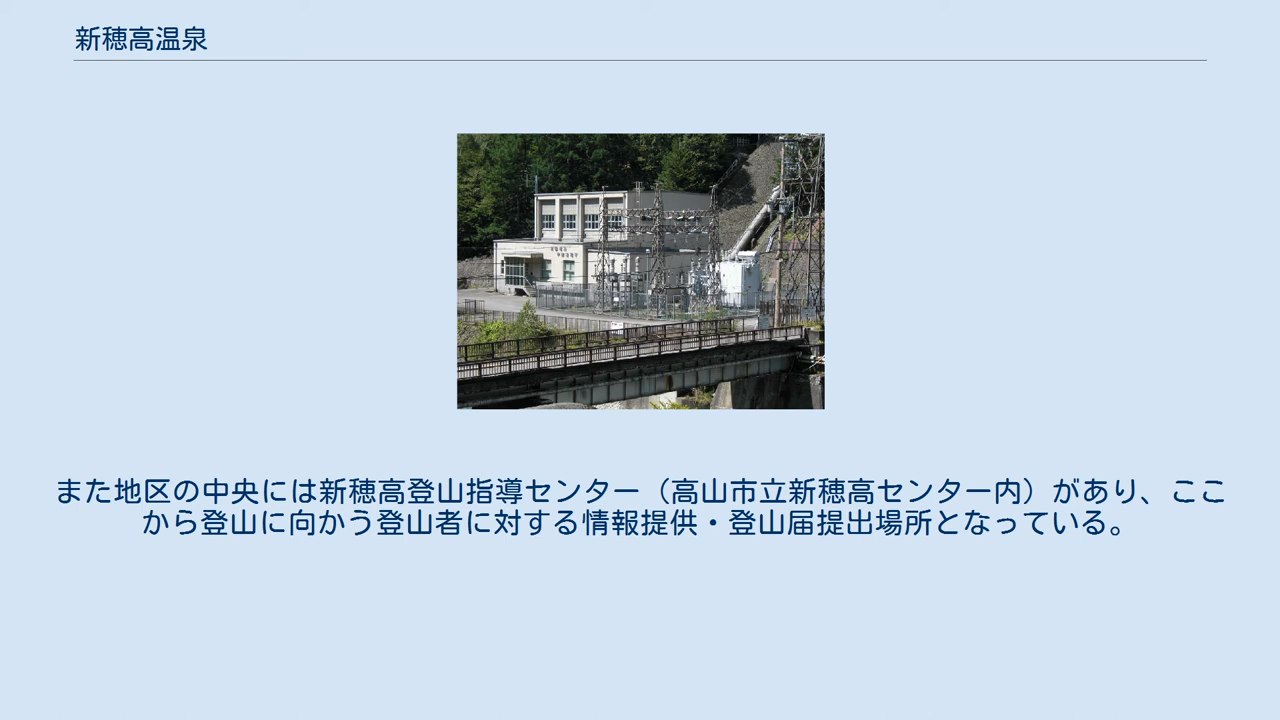 新穂高温泉
また地区の中央には新穂高登山指導センター（高山市立新穂高センター内）があり、ここ
から登山に向かう登山者に対する情報提供・登山届提出場所となっている。